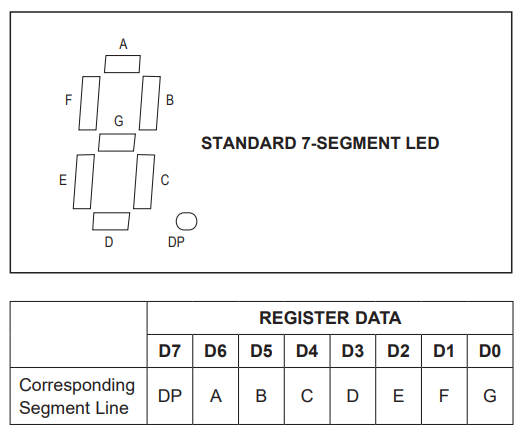 A
F
B
G
STANDARD 7-SEGMENT LED
E
C
D
DP
REGISTER DATA
D7 D6 D5 D4 D3 D2 D1 D0
Corresponding
Segment Line
DP A B C D E F G